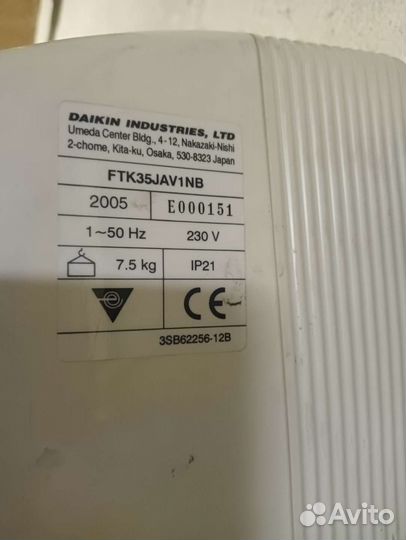 DAIKIN INDUSTRIES, LTD
Umeda Center Bldg., 4-12, Nakazaki-Nishi
2-chome, Kita-ku, Osaka, 530-8323 Japan
FTK35JAV1NB
2005 E000151
1~50 Hz 230 V
7.5 kg IP21
e CE
3SB62256-12B
Avito